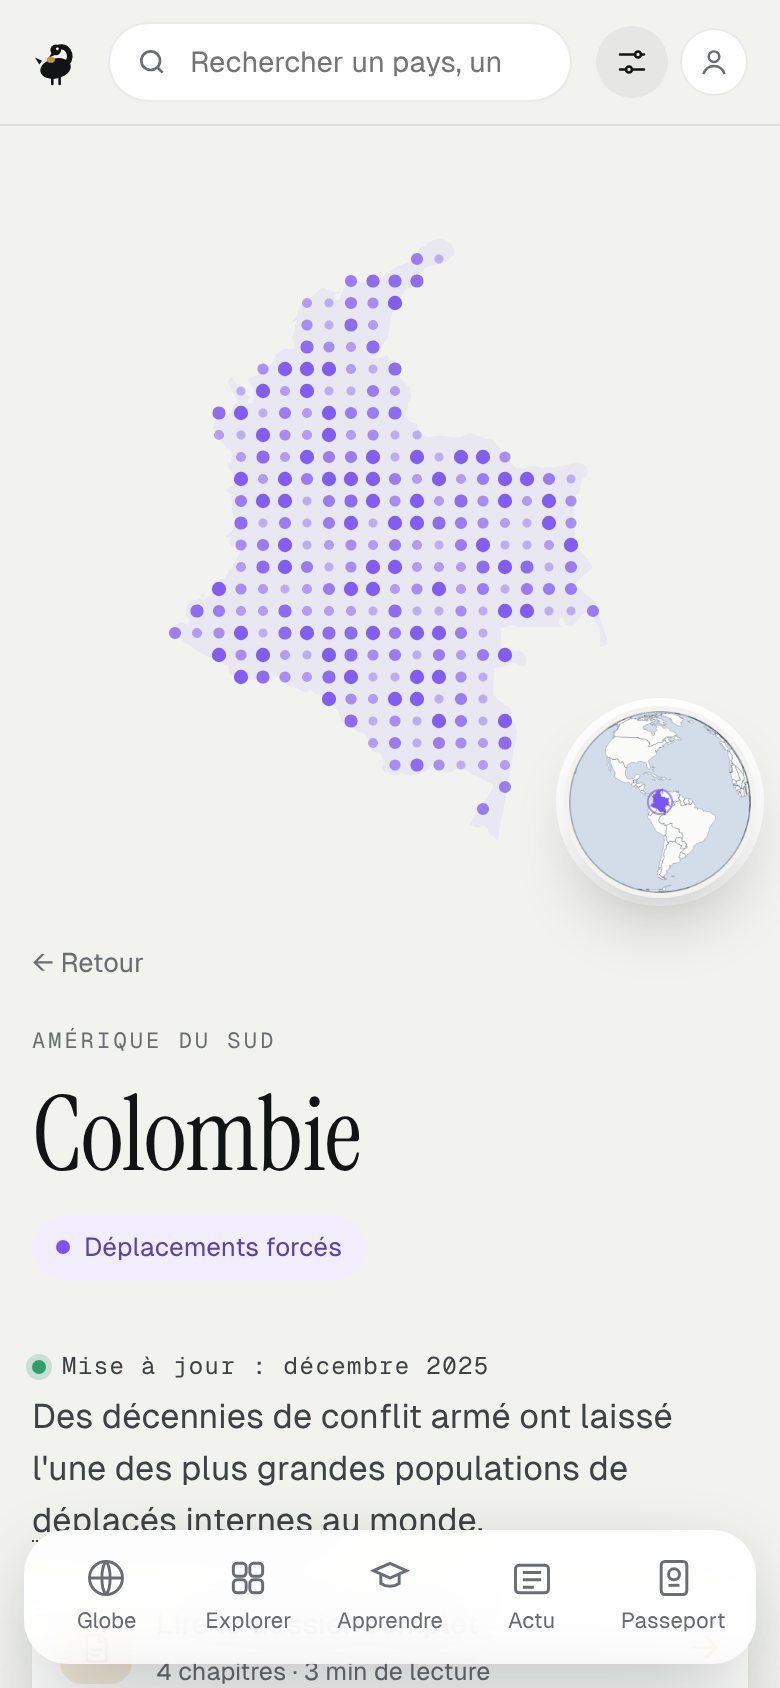 Rechercher un pays, un
← Retour
AMÉRIQUE DU SUD
Colombie
Déplacements forcés
Mise à jour : décembre 2025
Des décennies de conflit armé ont laissé
l'une des plus grandes populations de
déplacés internes au monde.
Globe
Explorer
Apprendre
Actu
Passeport
4 chapitres · 3 min de lecture